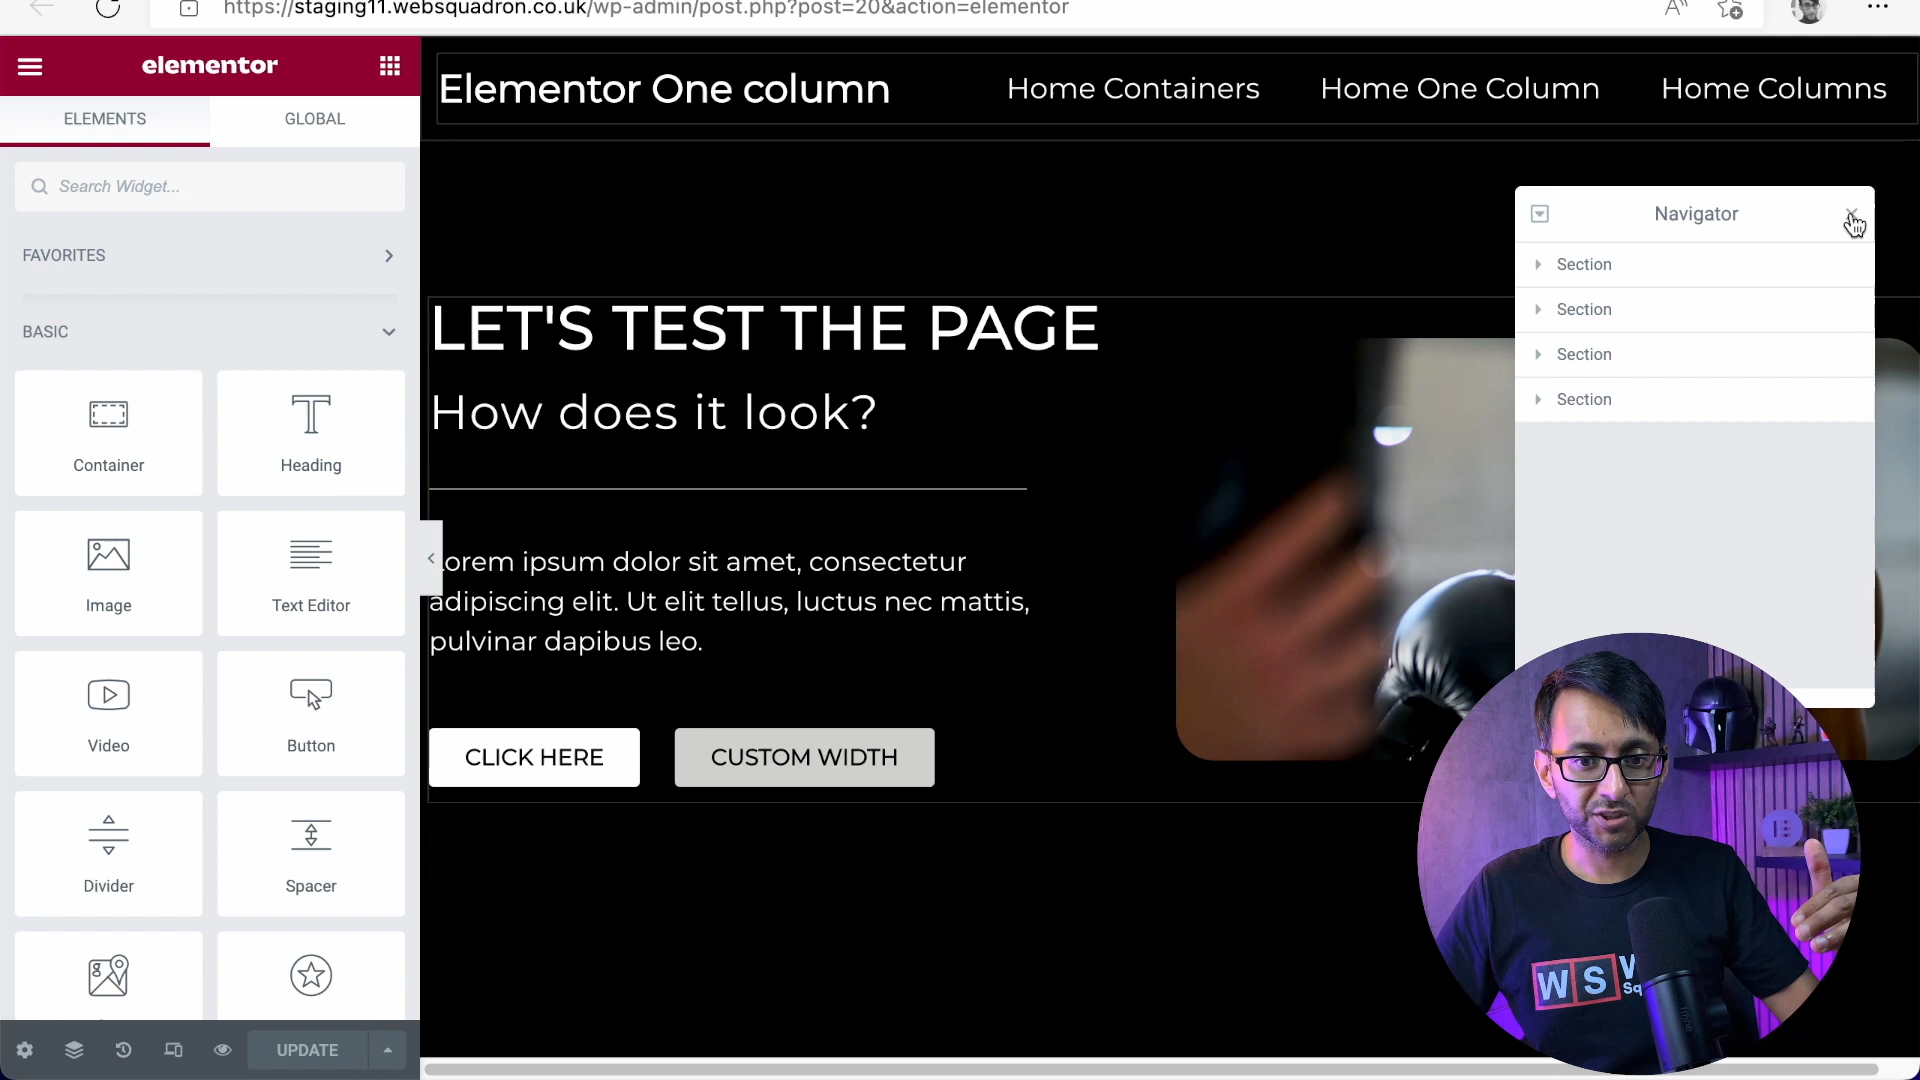 https://staging11.websquadron.co.uk/wp-admin/post.php?post=20&action=elementor
elementor
ELEMENTS
GLOBAL
Search Widget...
FAVORITES
BASIC
Container
Heading
Image
Text Editor
Video
Button
Divider
Spacer
UPDATE
Elementor One column
Home Containers
Home One Column
Home Columns
LET'S TEST THE PAGE
How does it look?
orem ipsum dolor sit amet, consectetur
adipiscing elit. Ut elit tellus, luctus nec mattis,
pulvinar dapibus leo.
CLICK HERE
CUSTOM WIDTH
Navigator
Section
Section
Section
Section
WS